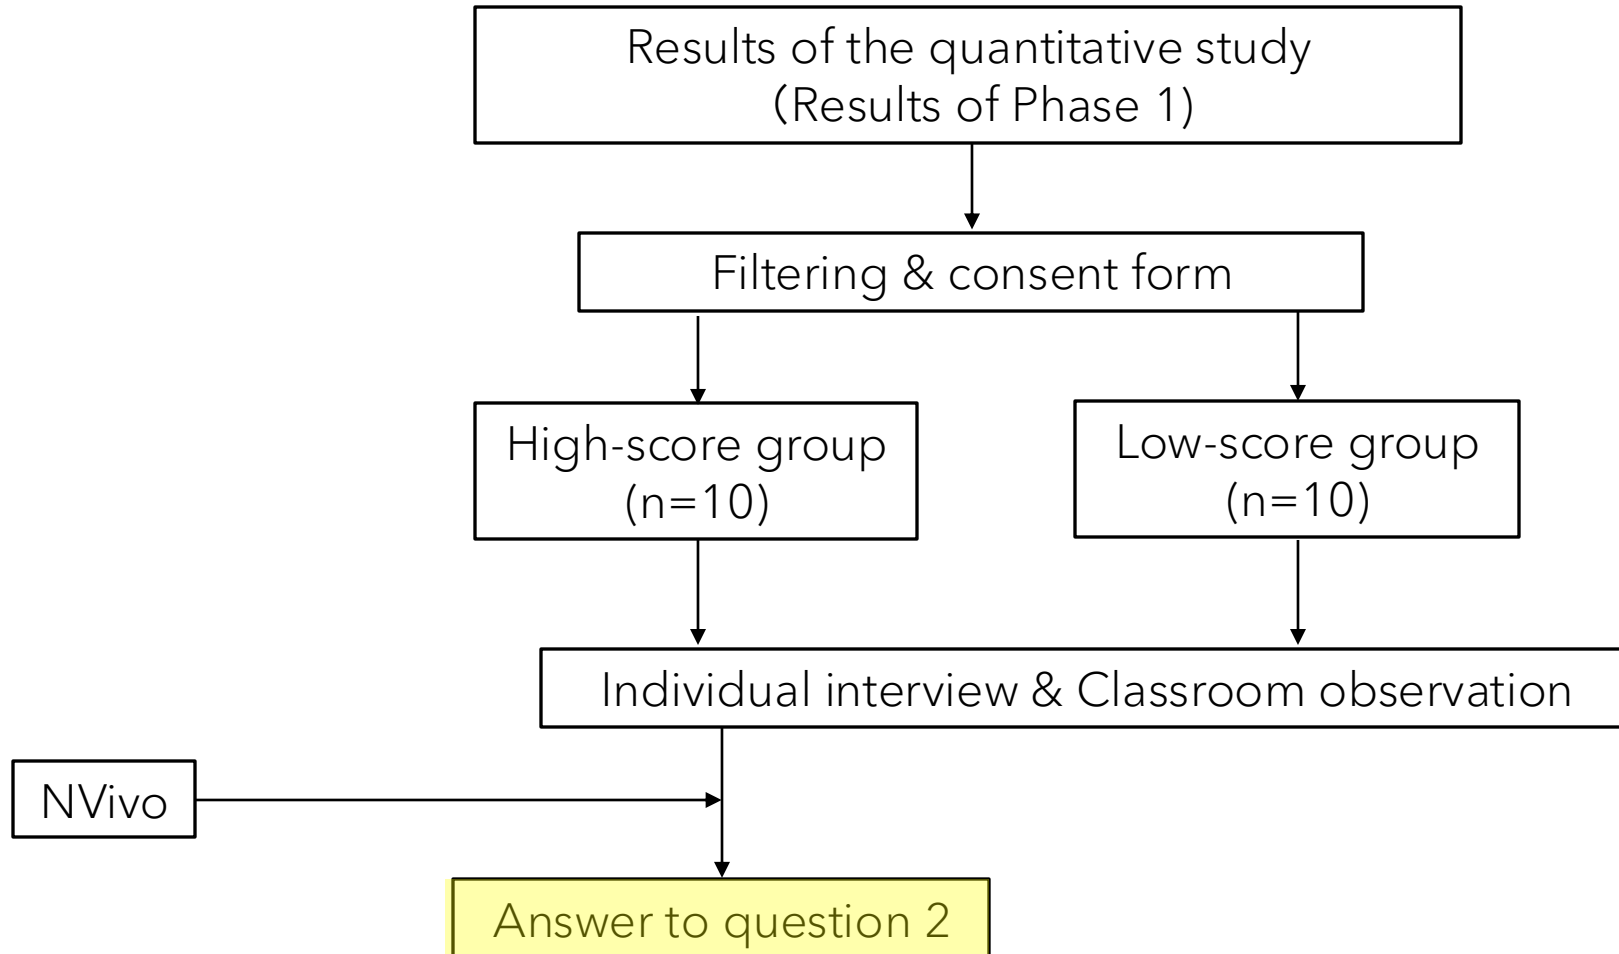 Results of the quantitative study
（Results of Phase 1)
Filtering & consent form
High-score group
(n=10)
Low-score group
(n=10)
Individual interview & Classroom observation
NVivo
Answer to question 2